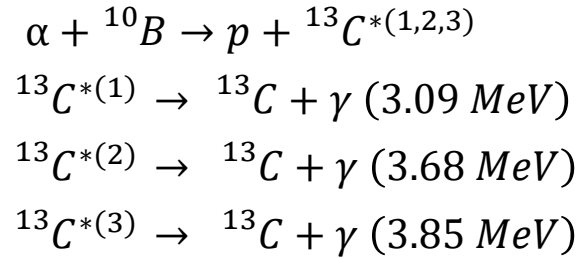 α + ¹⁰B → p + ¹³C*⁽¹,²,³⁾
¹³C*⁽¹⁾ → ¹³C + γ (3.09 MeV)
¹³C*⁽²⁾ → ¹³C + γ (3.68 MeV)
¹³C*⁽³⁾ → ¹³C + γ (3.85 MeV)